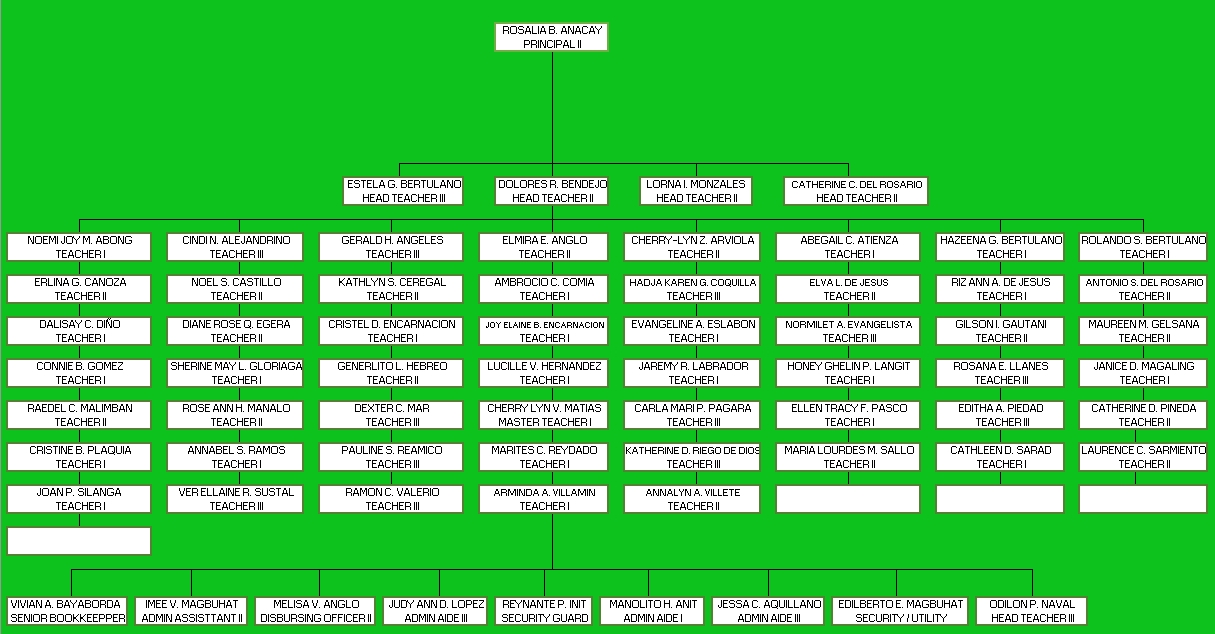 ROSALIA B. ANACAY
PRINCIPAL II
ESTELA G. BERTULANO
HEAD TEACHER III
DOLORES R. BENDEJO
HEAD TEACHER II
LORNA I. MONZALES
HEAD TEACHER II
CATHERINE C. DEL ROSARIO
HEAD TEACHER II
NOEMI JOY M. ABONG
TEACHER I
CINDI N. ALEJANDRINO
TEACHER III
GERALD H. ANGELES
TEACHER I
ELMIRA E. ANGLO
TEACHER II
CHERRY-LYN Z. ARVIOLA
TEACHER II
ABEGAIL C. ATIENZA
TEACHER I
HAZEENA G. BERTULANO
TEACHER I
ROLANDO S. BERTULANO
TEACHER I
ERLINA G. CANOZA
TEACHER II
NOEL S. CASTILLO
TEACHER II
KATHLYN S. CEREGAL
TEACHER II
AMBROCIO C. COMIA
TEACHER I
HADJA KAREN G. COQUILLA
TEACHER III
ELVA L. DE JESUS
TEACHER II
RIZ ANN A. DE JESUS
TEACHER I
ANTONIO S. DEL ROSARIO
TEACHER II
DALISAY C. DIÑO
TEACHER I
DIANE ROSE Q. EGERA
TEACHER II
CRISTEL D. ENCARNACION
TEACHER I
JOY ELAINE B. ENCARNACION
TEACHER I
EVANGELINE A. ESLABON
TEACHER I
NORMILET A. EVANGELISTA
TEACHER III
GILSON I. GAUTANI
TEACHER II
MAUREEN M. GELSANA
TEACHER II
CONNIE B. GOMEZ
TEACHER I
SHERINE MAY L. GLORIAGA
TEACHER I
GENERLITO L. HEBREO
TEACHER II
LUCILLE V. HERNANDEZ
TEACHER I
JAREMY R. LABRADOR
TEACHER I
HONEY GHELIN P. LANGIT
TEACHER I
ROSANA E. LLANES
TEACHER III
JANICE D. MAGALING
TEACHER I
RAEDEL C. MALIMBAN
TEACHER I
ROSE ANN H. MANALO
TEACHER II
DEXTER C. MAR
TEACHER III
CHERRY LYN V. MATIAS
MASTER TEACHER I
CARLA MARI P. PAGARA
TEACHER III
ELLEN TRACY F. PASCO
TEACHER I
EDITHA A. PIEDAD
TEACHER III
CATHERINE D. PINEDA
TEACHER II
CRISTINE B. PLAQUIA
TEACHER I
ANNABEL S. RAMOS
TEACHER I
PAULINE S. REAMICO
TEACHER III
MARITES C. REYDADO
TEACHER I
KATHERINE D. RIEGO DE DIOS
TEACHER III
MARIA LOURDES M. SALLO
TEACHER II
CATHLEEN D. SARAD
TEACHER I
LAURENCE C. SARMIENTO
TEACHER II
JOAN P. SILANGA
TEACHER I
VER ELLAINE R. SUSTAL
TEACHER III
RAMON C. VALERIO
TEACHER III
ARMINDA A. VILLAMIN
TEACHER I
ANNALYN A. VILLETE
TEACHER II
VIVIAN A. BAYABORDA
SENIOR BOOKKEEPER
IMEE V. MAGBUHAT
ADMIN ASSISTTANT II
MELISA V. ANGLO
DISBURSING OFFICER II
JUDY ANN D. LOPEZ
ADMIN AIDE III
REYNANTE P. INIT
SECURITY GUARD
MANOLITO H. ANIT
ADMIN AIDE I
JESSA C. AQUILLANO
ADMIN AIDE III
EDILBERTO E. MAGBUHAT
SECURITY / UTILITY
ODILON P. NAVAL
HEAD TEACHER III